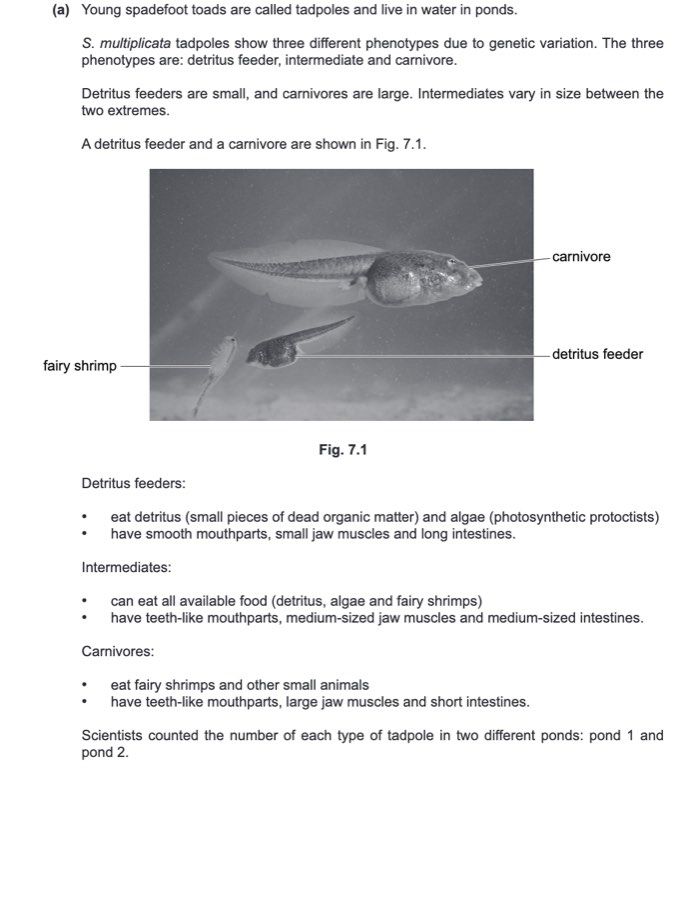 (a) Young spadefoot toads are called tadpoles and live in water in ponds.
S. multiplicata tadpoles show three different phenotypes due to genetic variation. The three
phenotypes are: detritus feeder, intermediate and carnivore.
Detritus feeders are small, and carnivores are large. Intermediates vary in size between the
two extremes.
A detritus feeder and a carnivore are shown in Fig. 7.1.
carnivore
detritus feeder
fairy shrimp
Fig. 7.1
Detritus feeders:
• eat detritus (small pieces of dead organic matter) and algae (photosynthetic protoctists)
• have smooth mouthparts, small jaw muscles and long intestines.
Intermediates:
• can eat all available food (detritus, algae and fairy shrimps)
• have teeth-like mouthparts, medium-sized jaw muscles and medium-sized intestines.
Carnivores:
• eat fairy shrimps and other small animals
• have teeth-like mouthparts, large jaw muscles and short intestines.
Scientists counted the number of each type of tadpole in two different ponds: pond 1 and
pond 2.